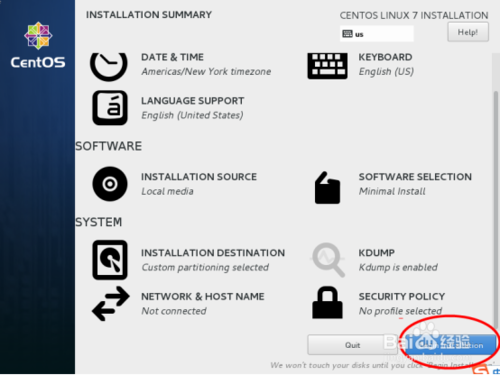 INSTALLATION SUMMARY
CENTOS LINUX 7 INSTALLATION
us
Help!
CentOS
DATE & TIME
Americas/New York timezone
KEYBOARD
English (US)
LANGUAGE SUPPORT
English (United States)
SOFTWARE
INSTALLATION SOURCE
Local media
SOFTWARE SELECTION
Minimal Install
SYSTEM
INSTALLATION DESTINATION
Custom partitioning selected
KDUMP
Kdump is enabled
NETWORK & HOST NAME
Not connected
SECURITY POLICY
No profile selected
Quit
Bai du 经验
We won't touch your disks until you click